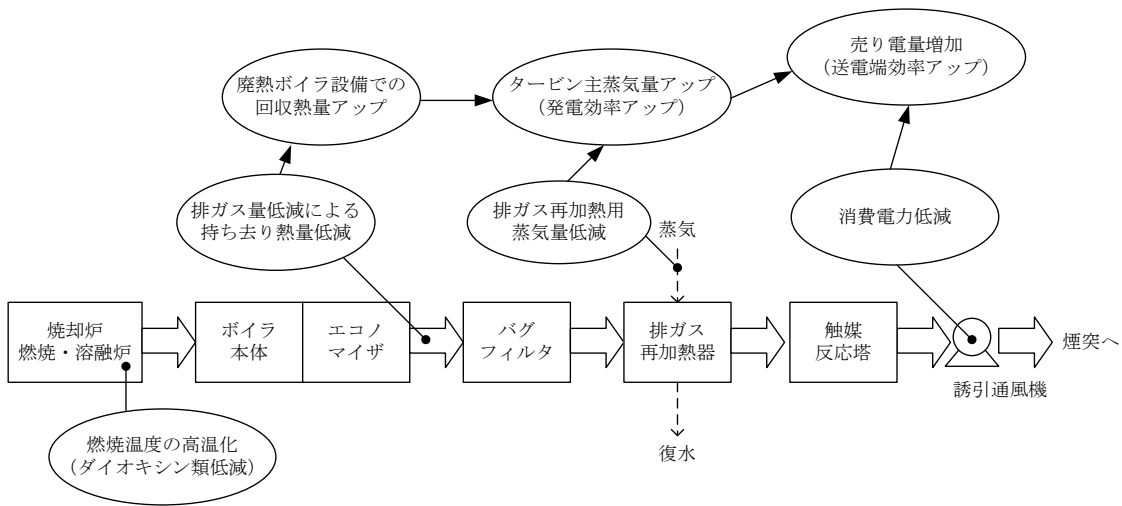 廃熱ボイラ設備での
回収熱量アップ
タービン主蒸気量アップ
(発電効率アップ)
売り電量増加
(送電端効率アップ)
排ガス量低減による
持ち去り熱量低減
排ガス再加熱用
蒸気量低減
蒸気
消費電力低減
焼却炉
燃焼・溶融炉
ボイラ
本体
エコノ
マイザ
バグ
フィルタ
排ガス
再加熱器
触媒
反応塔
煙突へ
誘引通風機
燃焼温度の高温化
(ダイオキシン類低減)
復水